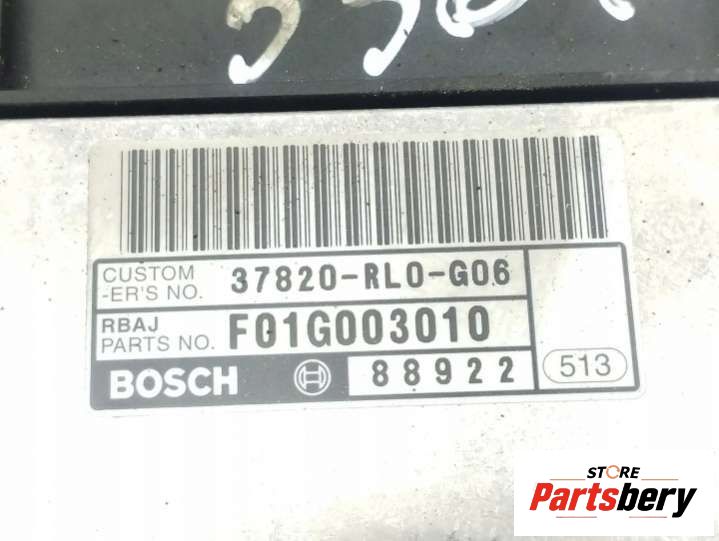 CUSTOM
-ER'S NO. 37820-RL0-G06
RBAJ
PARTS NO. F01G003010
BOSCH 88922 513
STORE
Partsbery